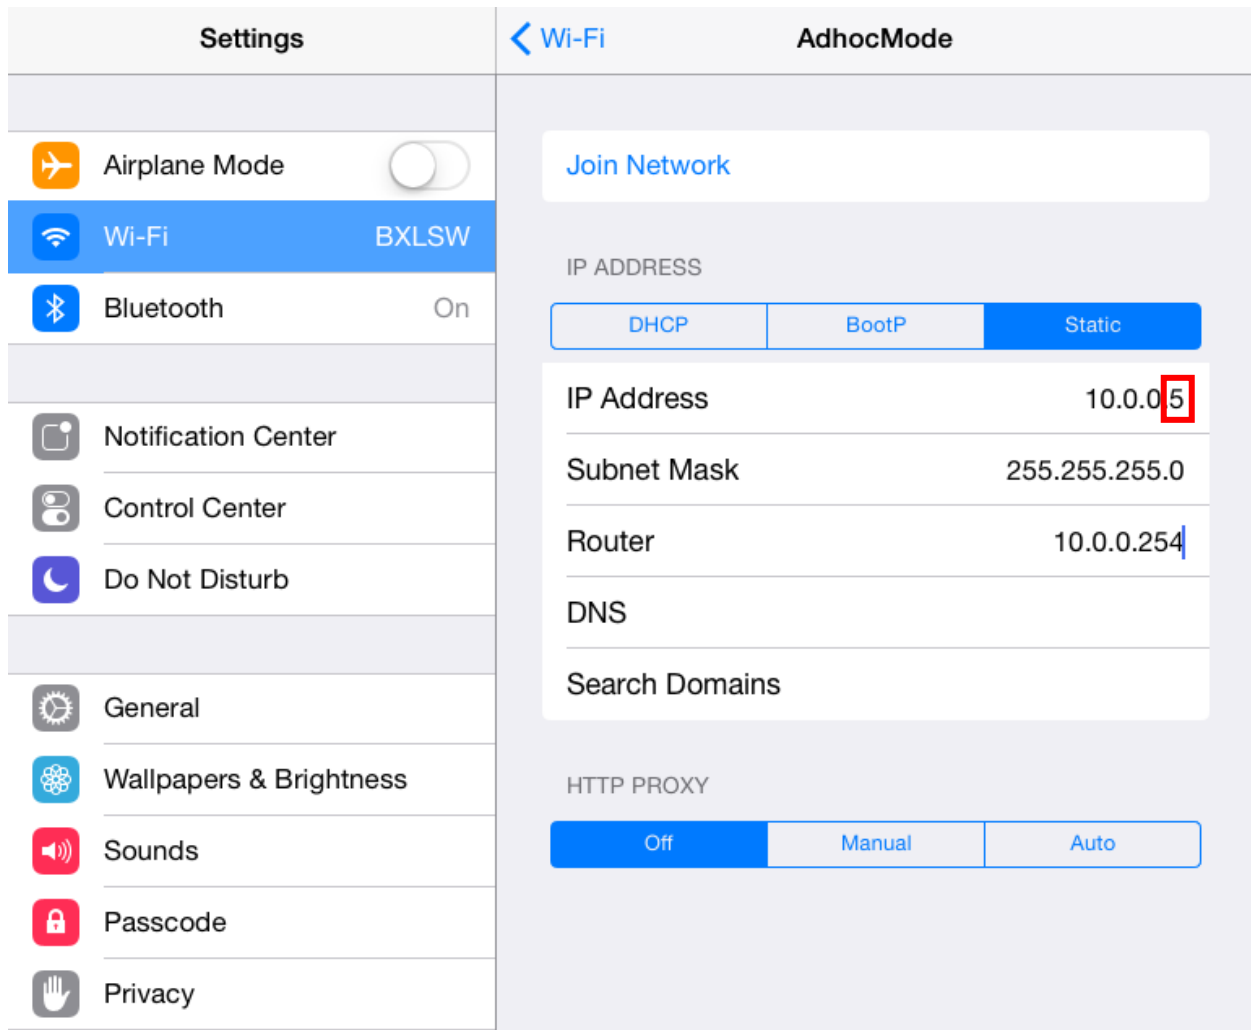 Settings
Airplane Mode
Wi-Fi BXLSW
Bluetooth On
Notification Center
Control Center
Do Not Disturb
General
Wallpapers & Brightness
Sounds
Passcode
Privacy
Wi-Fi AdhocMode
Join Network
IP ADDRESS
DHCP BootP Static
IP Address 10.0.0.5
Subnet Mask 255.255.255.0
Router 10.0.0.254
DNS
Search Domains
HTTP PROXY
Off Manual Auto